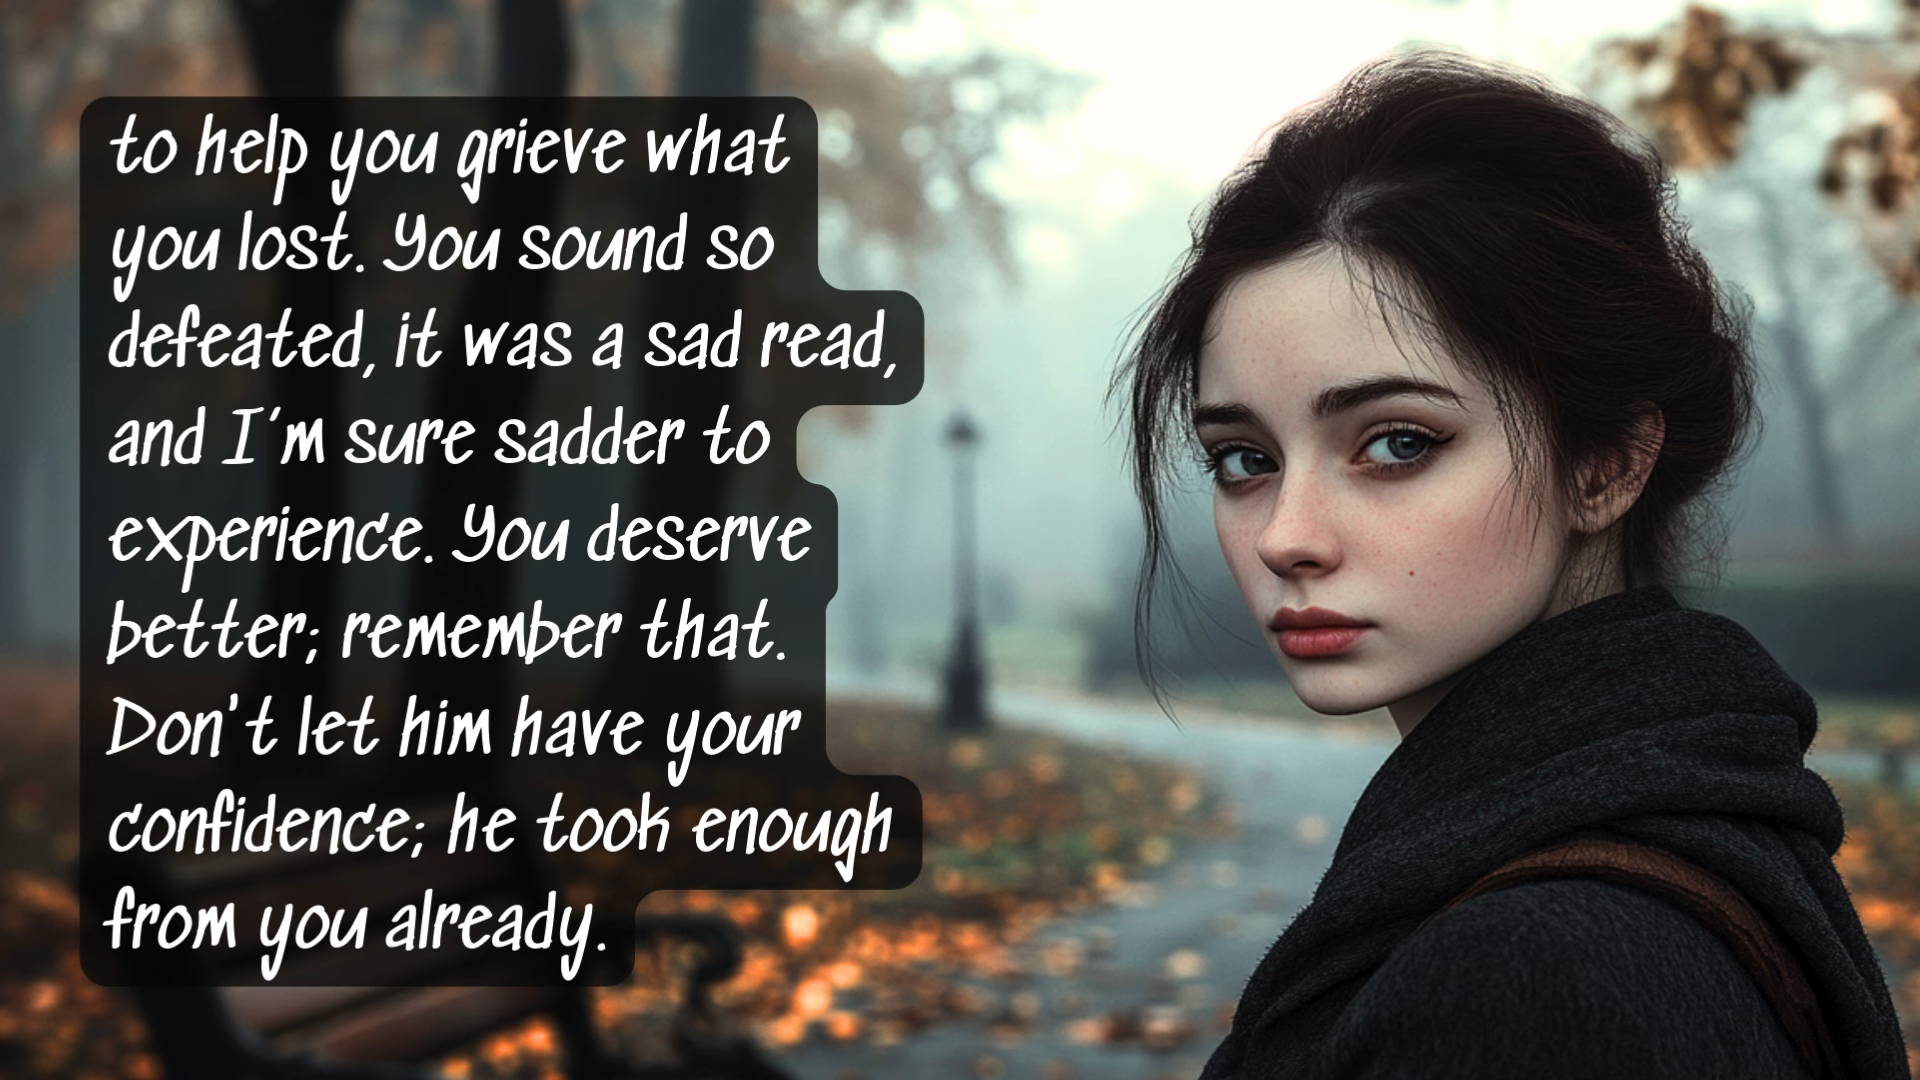 to help you grieve what
you lost. You sound so
defeated, it was a sad read,
and I'm sure sadder to
experience. You deserve
better; remember that.
Don't let him have your
confidence; he took enough
from you already.